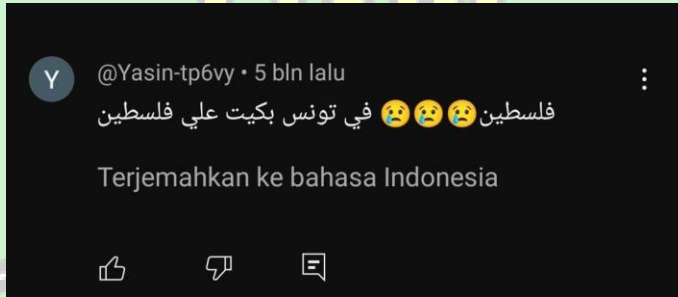 Y
@Yasin-tp6vy • 5 bln lalu
فلسطين😢😢😢 في تونس بكيت علي فلسطين
Terjemahkan ke bahasa Indonesia